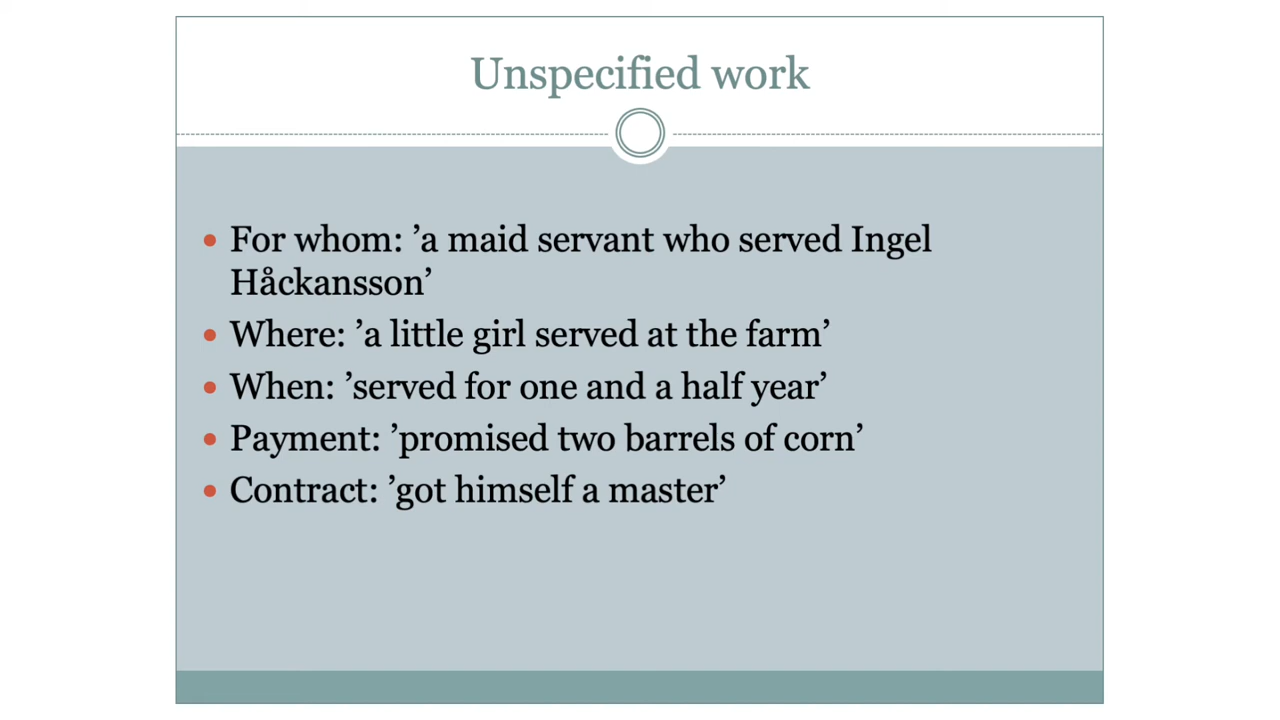 Unspecified work
• For whom: ’a maid servant who served Ingel
Håckansson’
• Where: ’a little girl served at the farm’
• When: ’served for one and a half year’
• Payment: ’promised two barrels of corn’
• Contract: ’got himself a master’